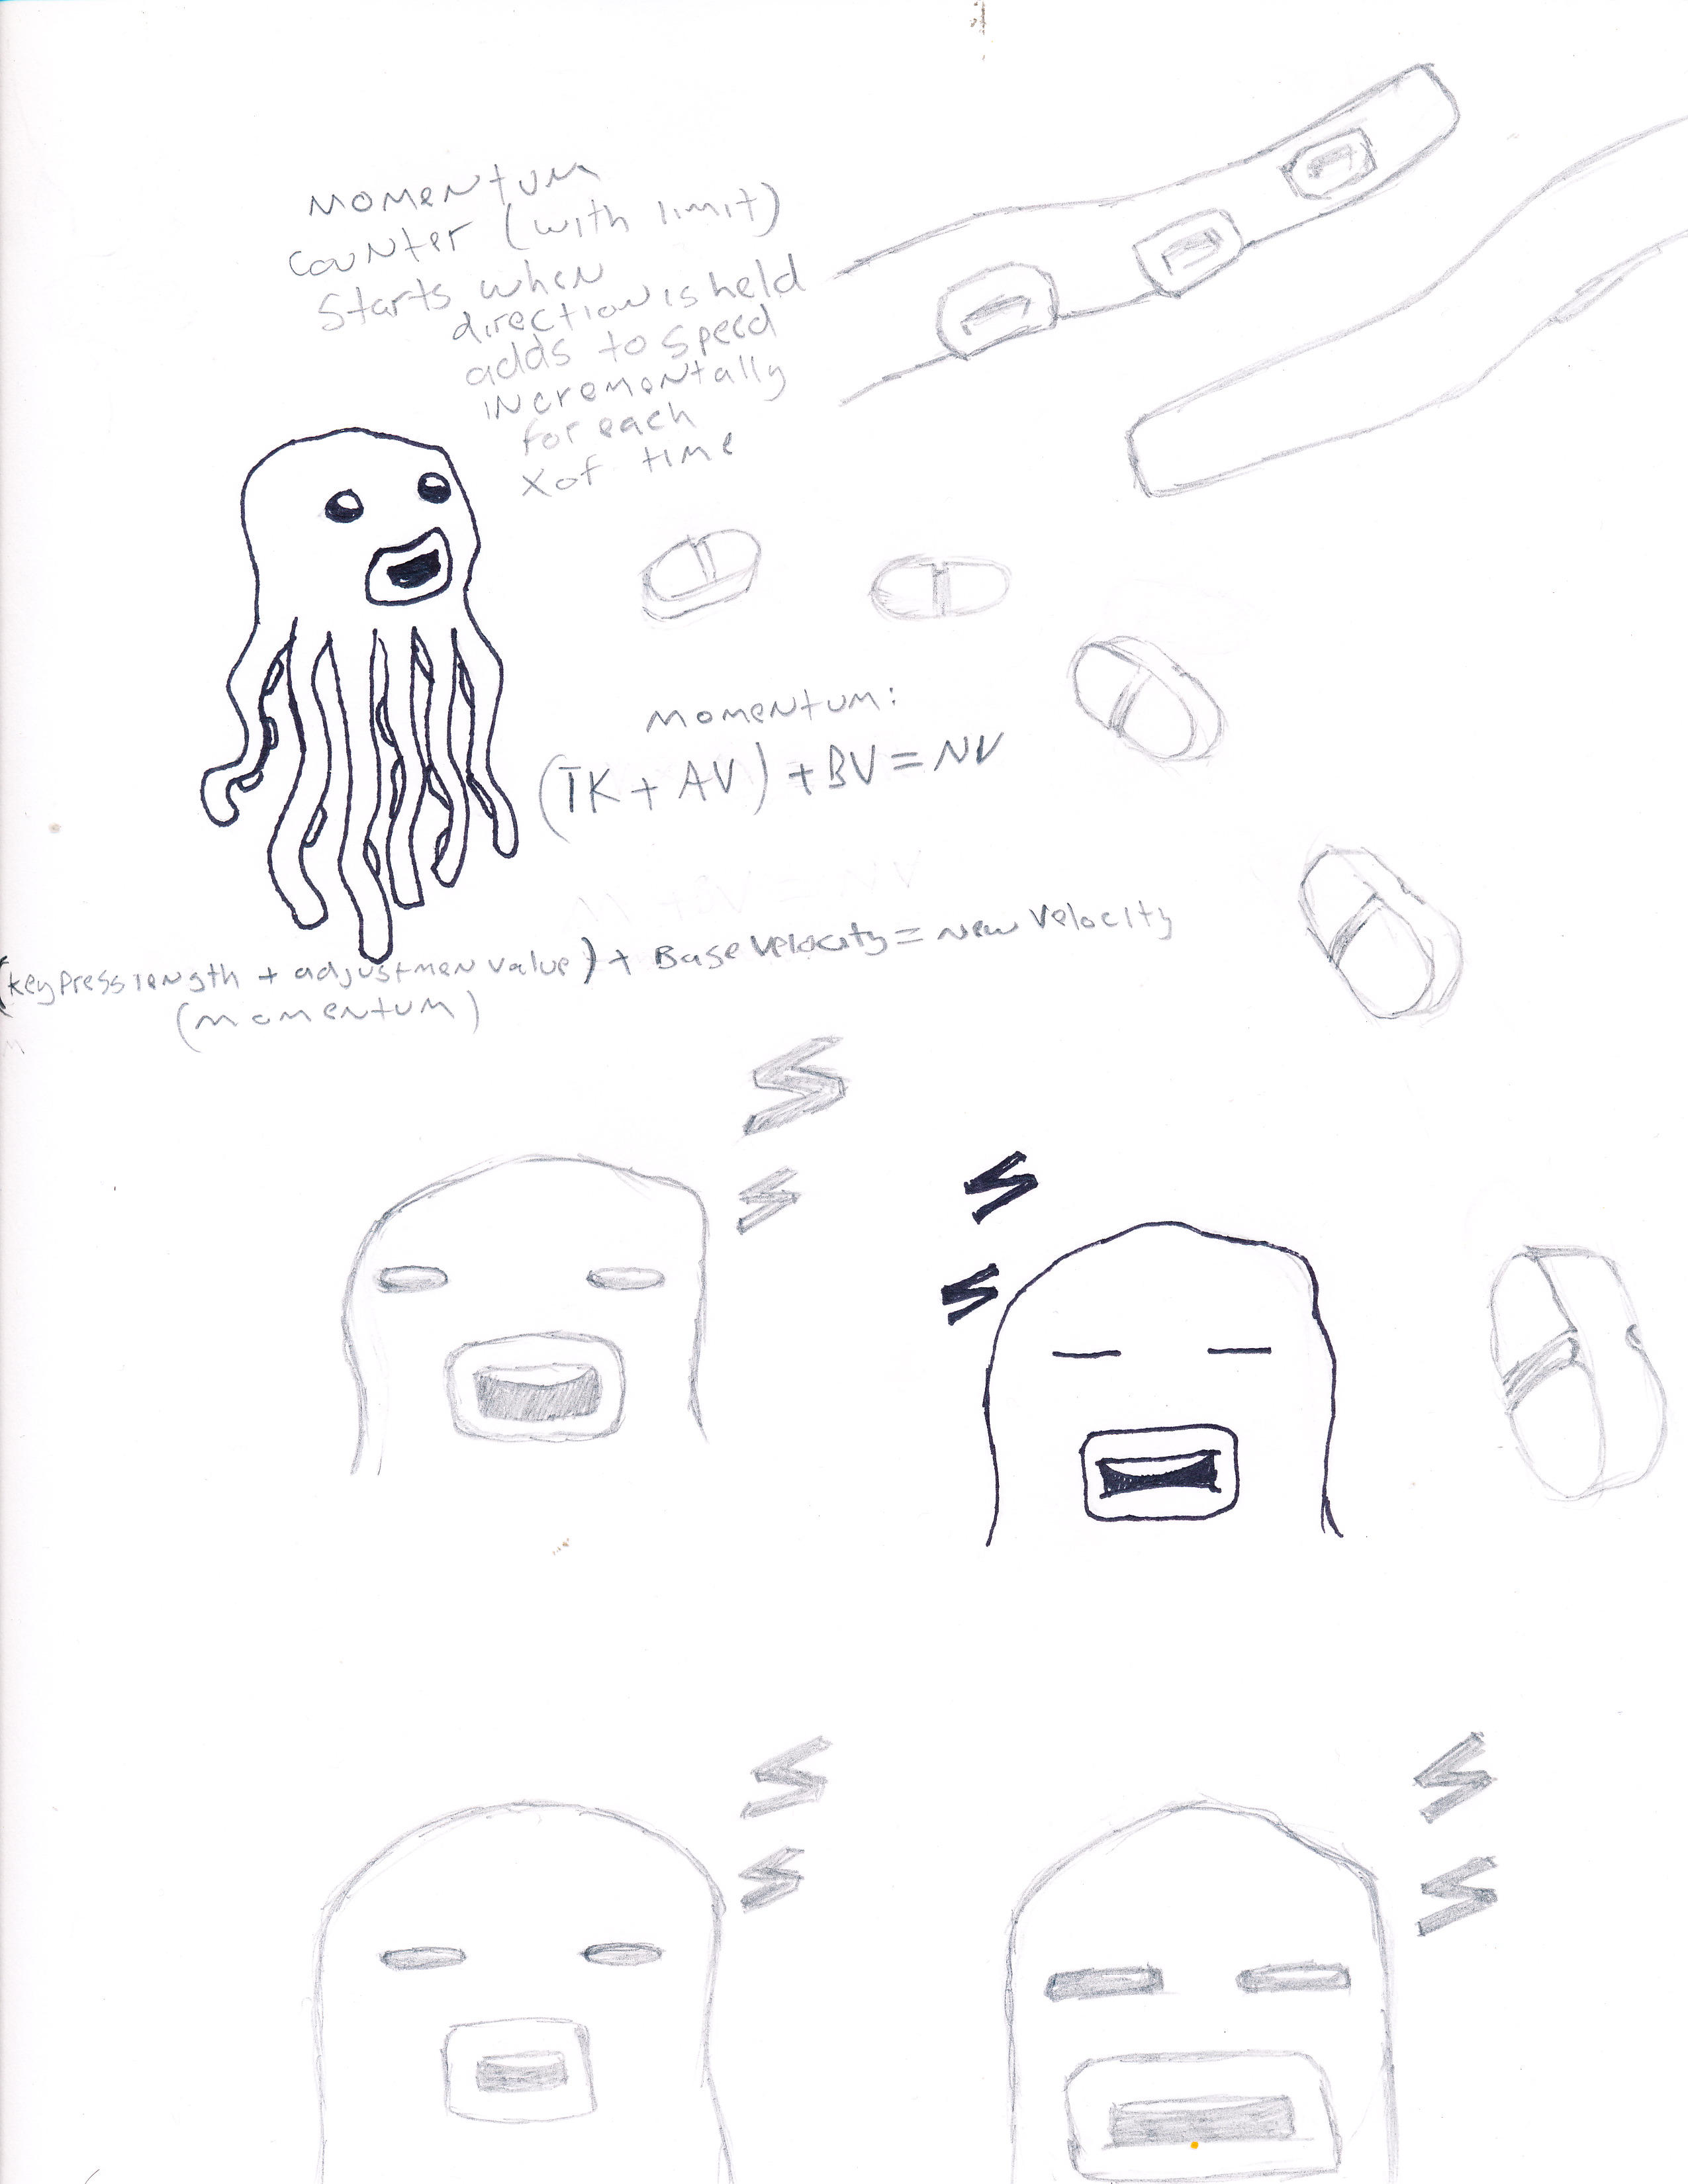 Momentum
counter (with limit)
Starts when
direction is held
adds to speed
incrementally
for each
X of time
Momentum:
(TK + AV) + BV = NV
(key press length + adjustmen value) + Base Velocity = New Velocity
(momentum)